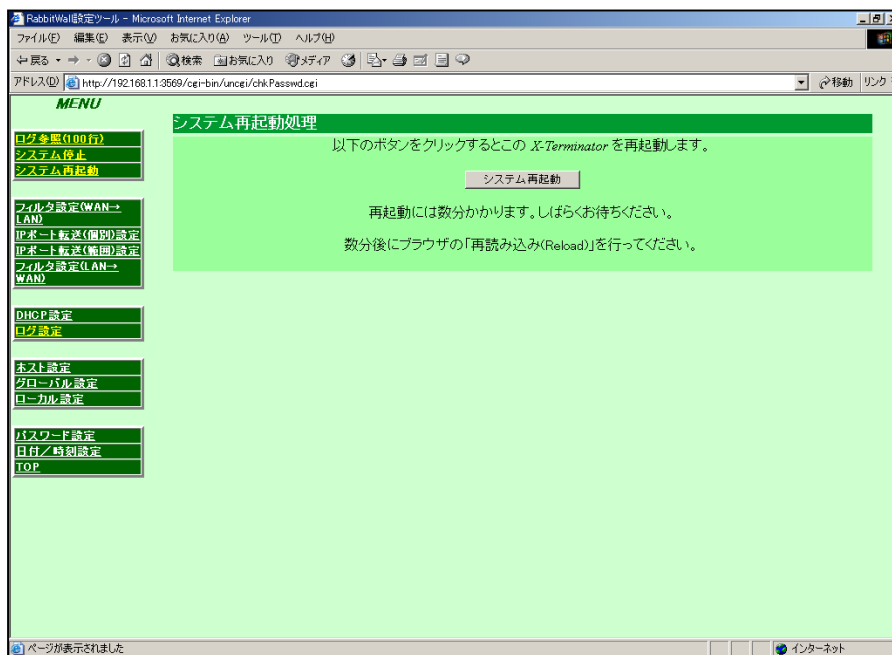 RabbitWall設定ツール - Microsoft Internet Explorer
ファイル(F) 編集(E) 表示(V) お気に入り(A) ツール(T) ヘルプ(H)
戻る 検索 お気に入り メディア
アドレス(D) http://192.168.1.1:3569/cgi-bin/uncgi/chkPasswd.cgi 移動 リンク
MENU
ログ参照(100行)
システム停止
システム再起動
フィルタ設定(WAN→
LAN)
IPポート転送(個別)設定
IPポート転送(範囲)設定
フィルタ設定(LAN→
WAN)
DHCP設定
ログ設定
ホスト設定
グローバル設定
ローカル設定
パスワード設定
日付/時刻設定
TOP
システム再起動処理
以下のボタンをクリックするとこの X-Terminator を再起動します。
システム再起動
再起動には数分かかります。しばらくお待ちください。
数分後にブラウザの「再読み込み(Reload)」を行ってください。
ページが表示されました インターネット